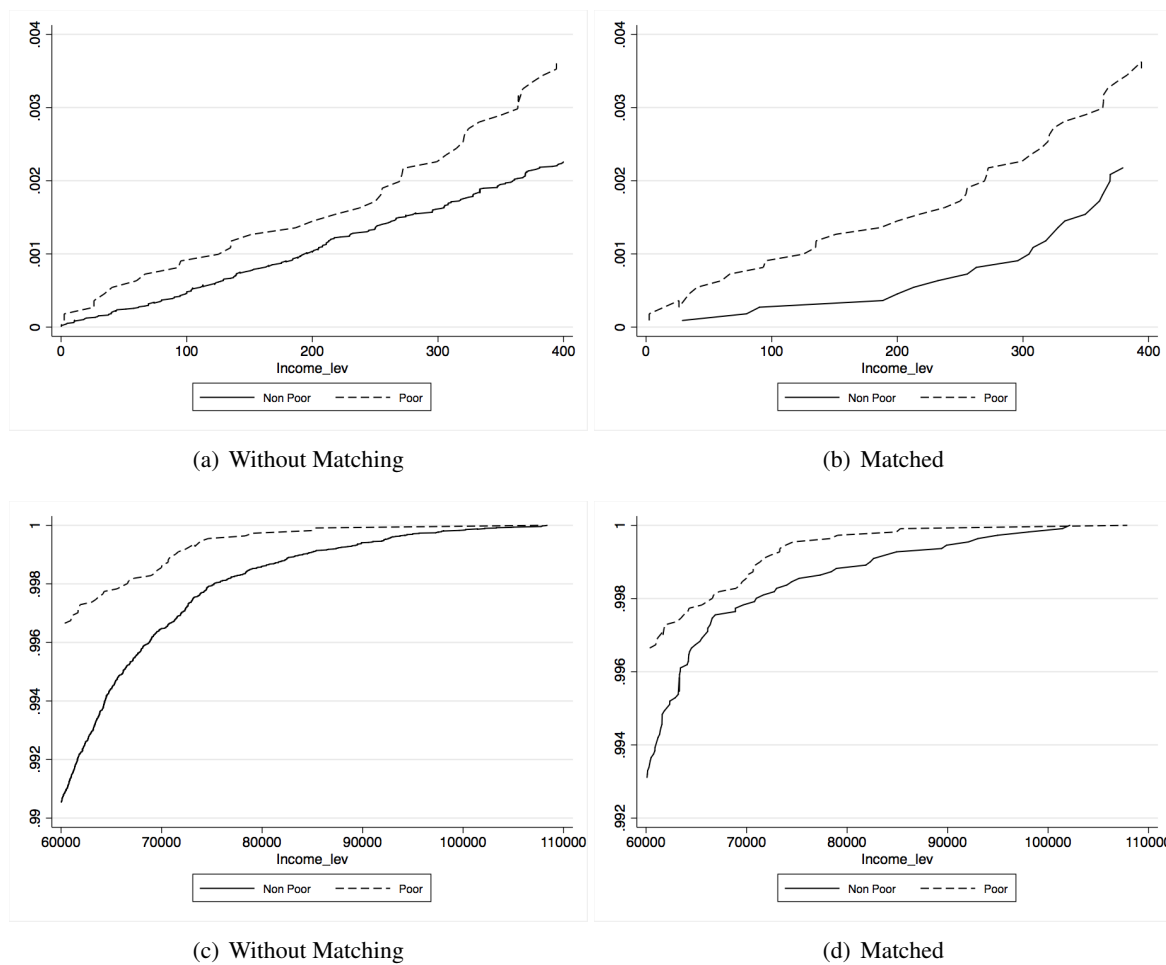 .004
.003
.002
.001
0
0 100 200 300 400
Income_lev
Non Poor Poor
(a) Without Matching
.004
.003
.002
.001
0
0 100 200 300 400
Income_lev
Non Poor Poor
(b) Matched
1
.998
.996
.994
.992
.99
60000 70000 80000 90000 100000 110000
Income_lev
Non Poor Poor
(c) Without Matching
1
.998
.996
.994
.992
60000 70000 80000 90000 100000 11000
Income_lev
Non Poor Poor
(d) Matched